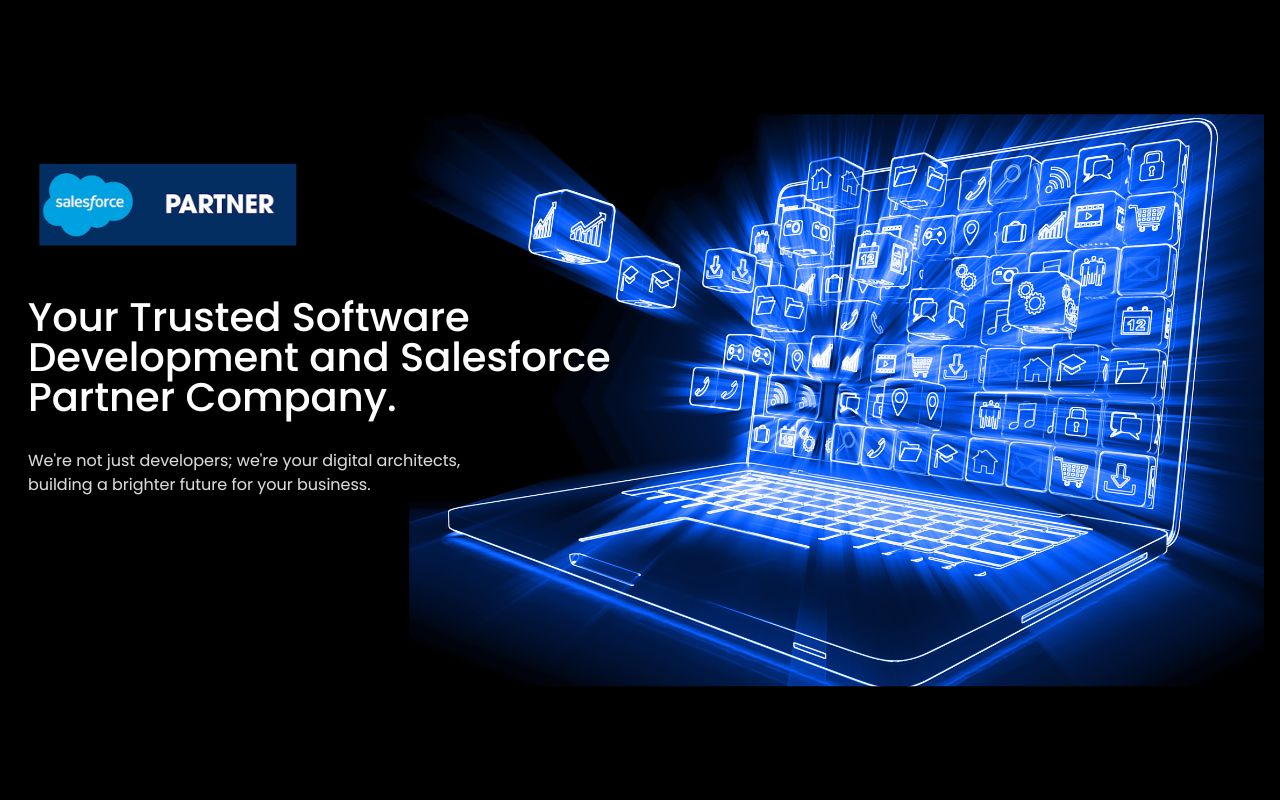 salesforce PARTNER
Your Trusted Software
Development and Salesforce
Partner Company.
We're not just developers; we're your digital architects,
building a brighter future for your business.
12
12
12